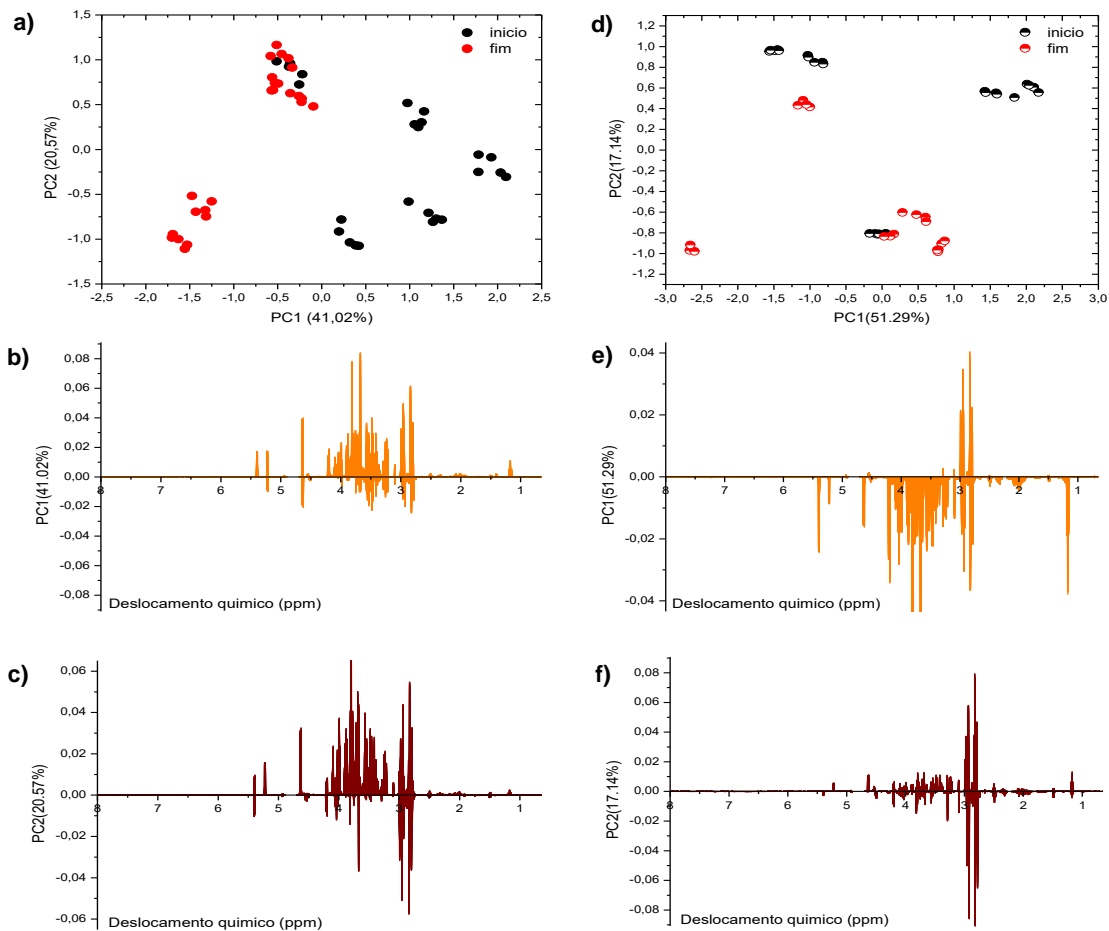 a)
inicio
fim
1,5
1,0
0,5
0,0
-0,5
-1,0
-1,5
PC2 (20,57%)
-2,5 -2,0 -1,5 -1,0 -0,5 0,0 0,5 1,0 1,5 2,0 2,5
PC1 (41,02%)
d)
inicio
fim
1,2
1,0
0,8
0,6
0,4
0,2
0,0
-0,2
-0,4
-0,6
-0,8
-1,0
-1,2
PC2(17.14%)
-3,0 -2,5 -2,0 -1,5 -1,0 -0,5 0,0 0,5 1,0 1,5 2,0 2,5 3,0
PC1(51.29%)
b)
0,08
0,06
0,04
0,02
0,00
-0,02
-0,04
-0,06
-0,08
PC1(41.02%)
8 7 6 5 4 3 2 1
Deslocamento quimico (ppm)
e)
0,04
0,02
0,00
-0,02
-0,04
PC1(51.29%)
8 7 6 5 4 3 2 1
Deslocamento quimico (ppm)
c)
0,06
0,04
0,02
0,00
-0,02
-0,04
-0,06
PC2(20.57%)
8 7 6 5 4 3 2 1
Deslocamento quimico (ppm)
f)
0,08
0,06
0,04
0,02
0,00
-0,02
-0,04
-0,06
-0,08
PC2(17.14%)
8 7 6 5 4 3 2 1
Deslocamento quimico (ppm)